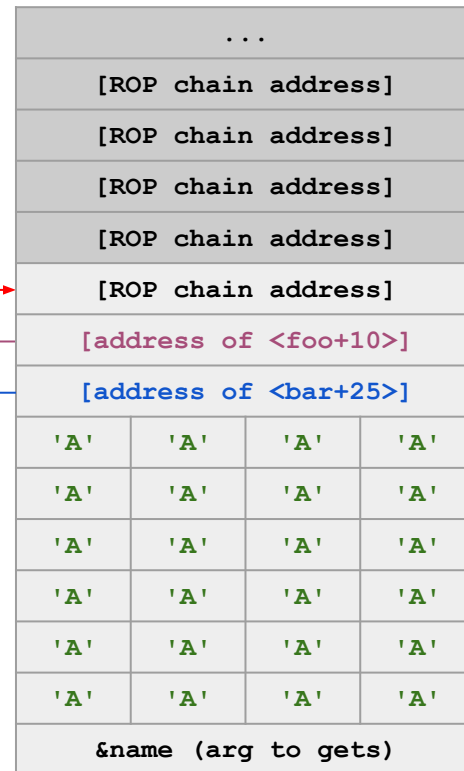 ...
[ROP chain address]
[ROP chain address]
[ROP chain address]
[ROP chain address]
[ROP chain address]
[address of <foo+10>]
[address of <bar+25>]
'A' 'A' 'A' 'A'
'A' 'A' 'A' 'A'
'A' 'A' 'A' 'A'
'A' 'A' 'A' 'A'
'A' 'A' 'A' 'A'
'A' 'A' 'A' 'A'
&name (arg to gets)